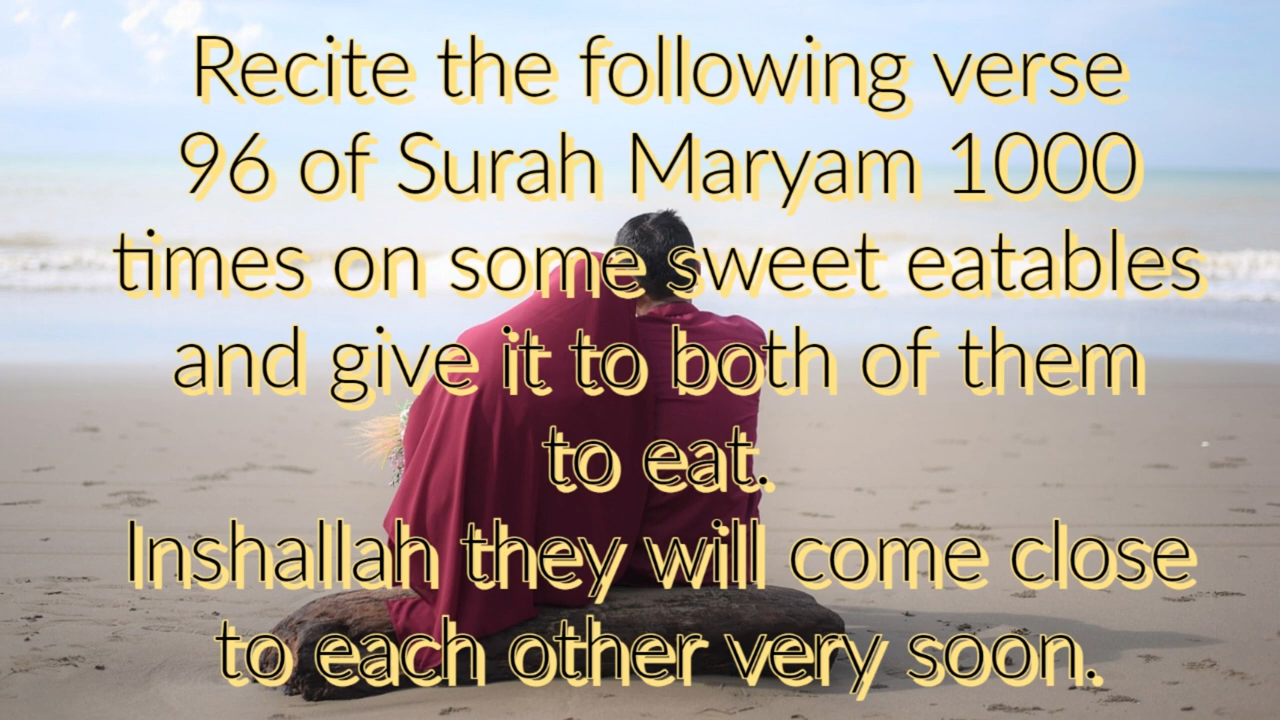 Recite the following verse
96 of Surah Maryam 1000
times on some sweet eatables
and give it to both of them
to eat.
Inshallah they will come close
to each other very soon.